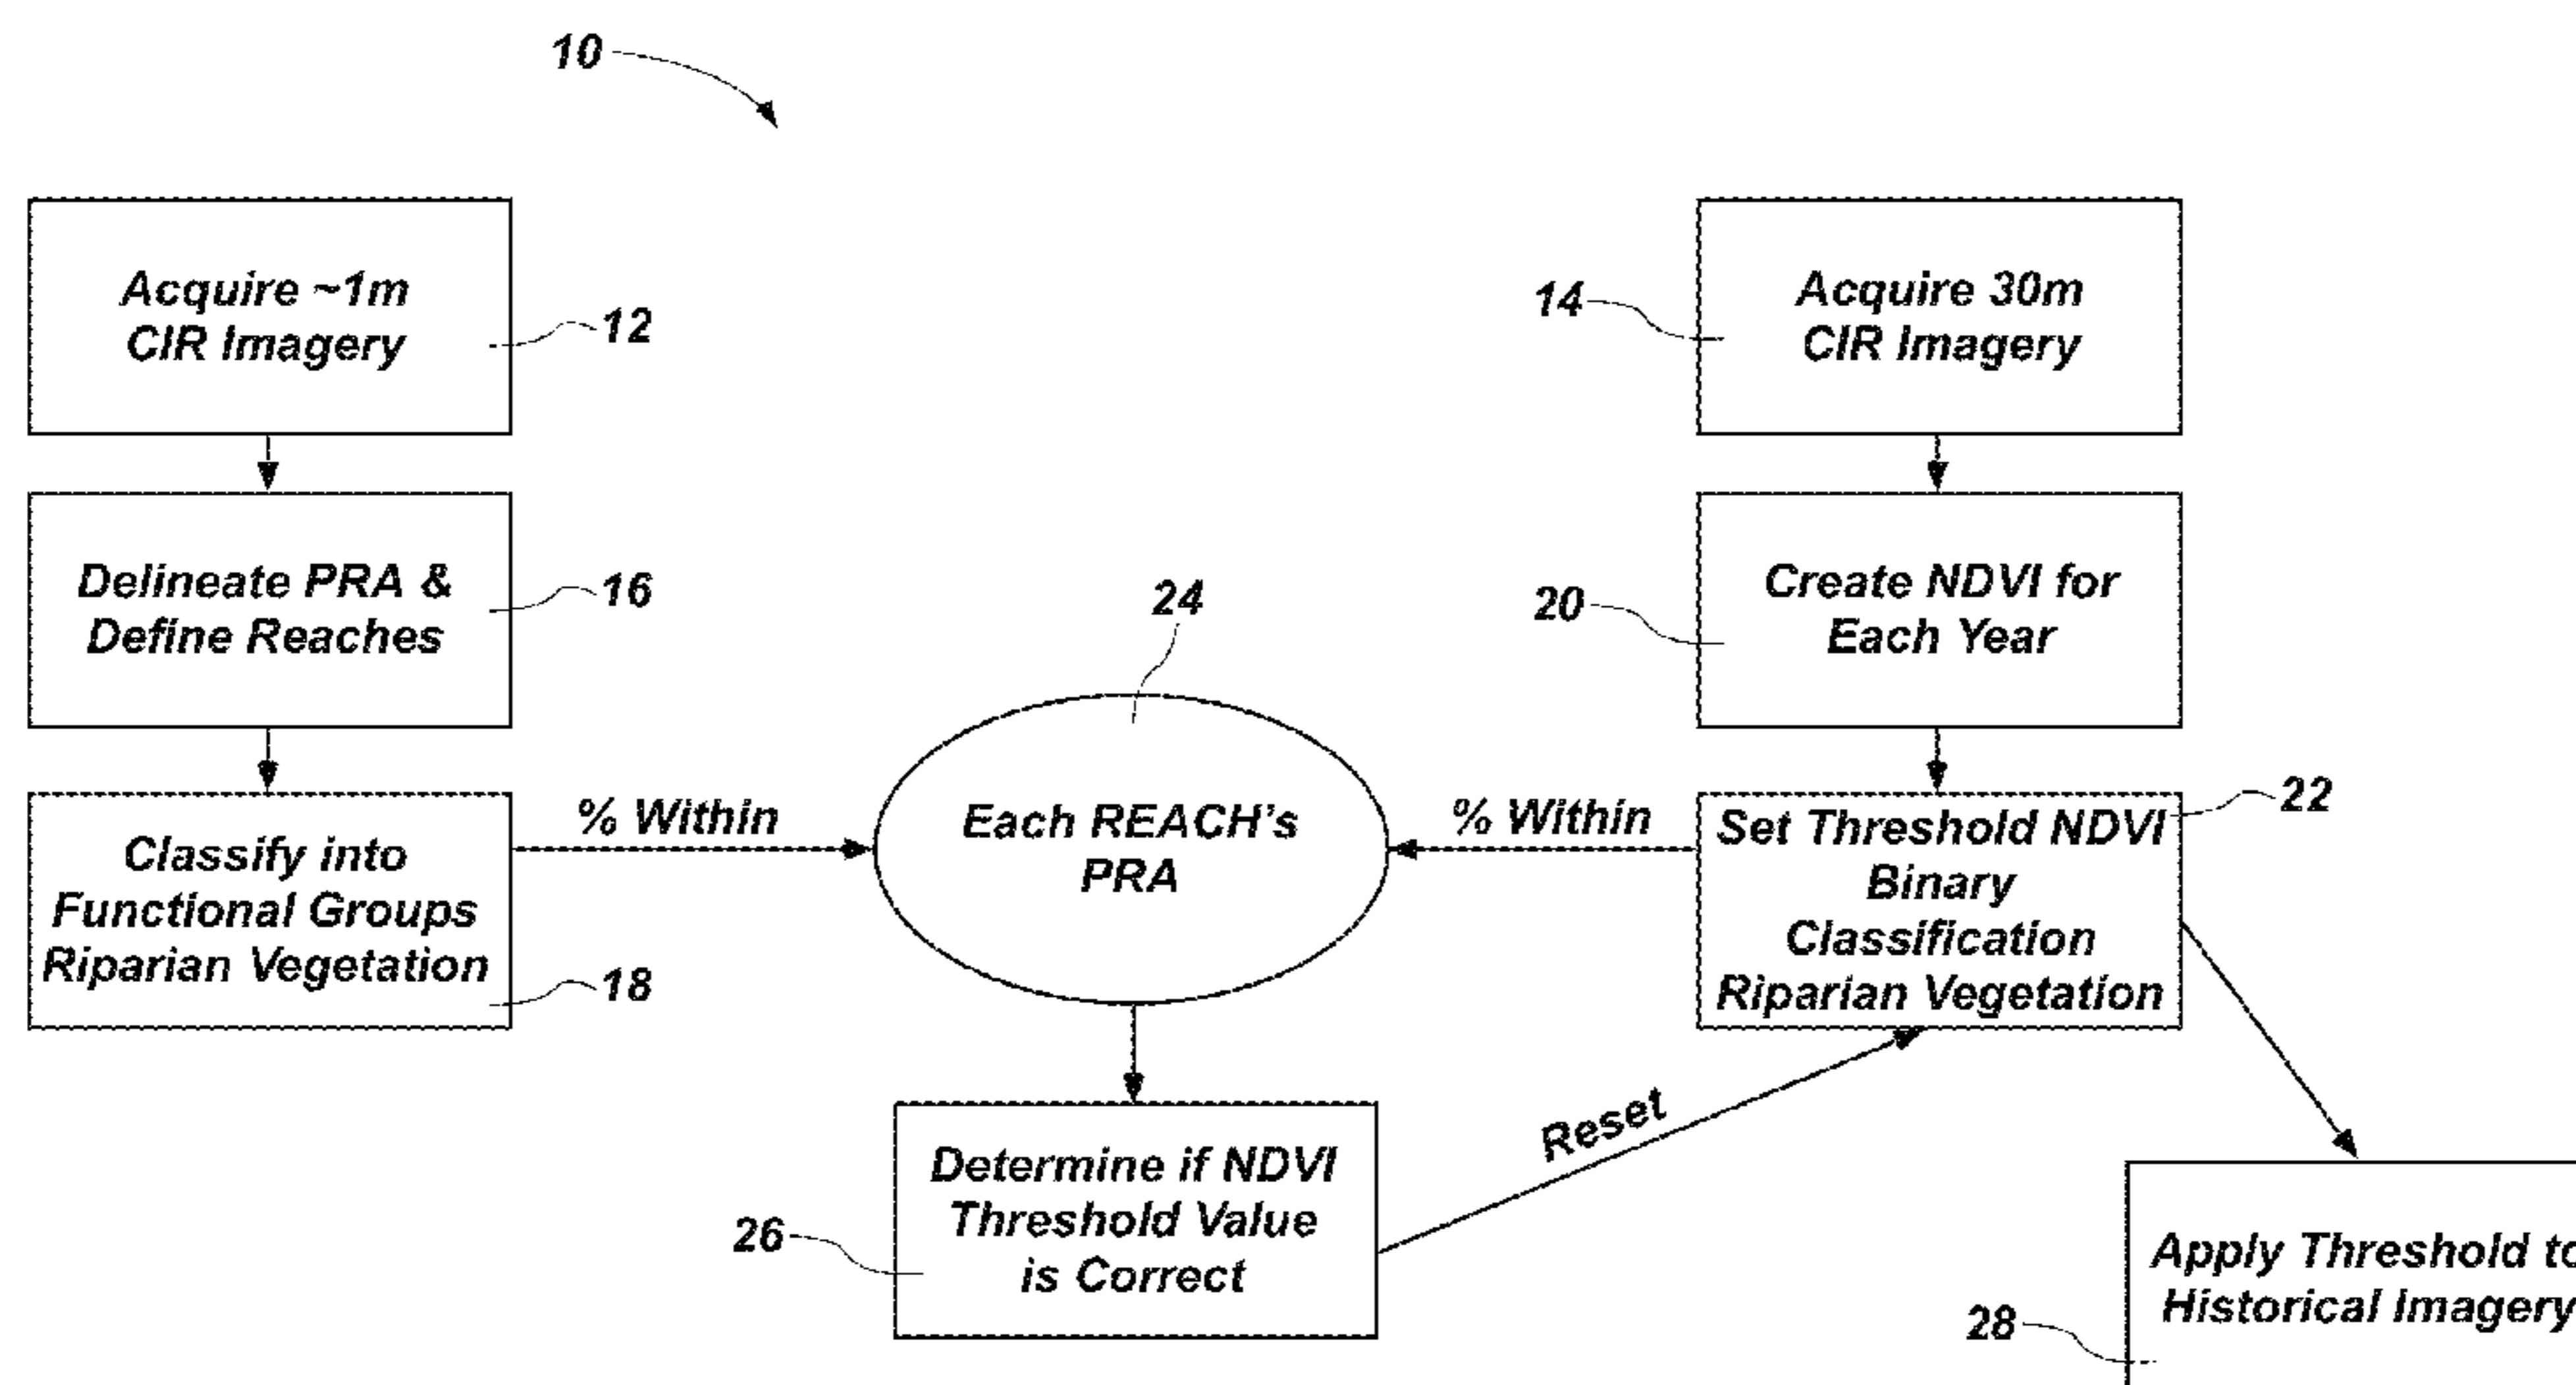 10
Acquire ~1m
CIR Imagery
12
14
Acquire 30m
CIR Imagery
Delineate PRA &
Define Reaches
16
20
Create NDVI for
Each Year
24
Classify into
Functional Groups
Riparian Vegetation
18
% Within
Each REACH's
PRA
% Within
Set Threshold NDVI
Binary
Classification
Riparian Vegetation
22
Determine if NDVI
Threshold Value
is Correct
26
Reset
Apply Threshold
Historical Imagery
28